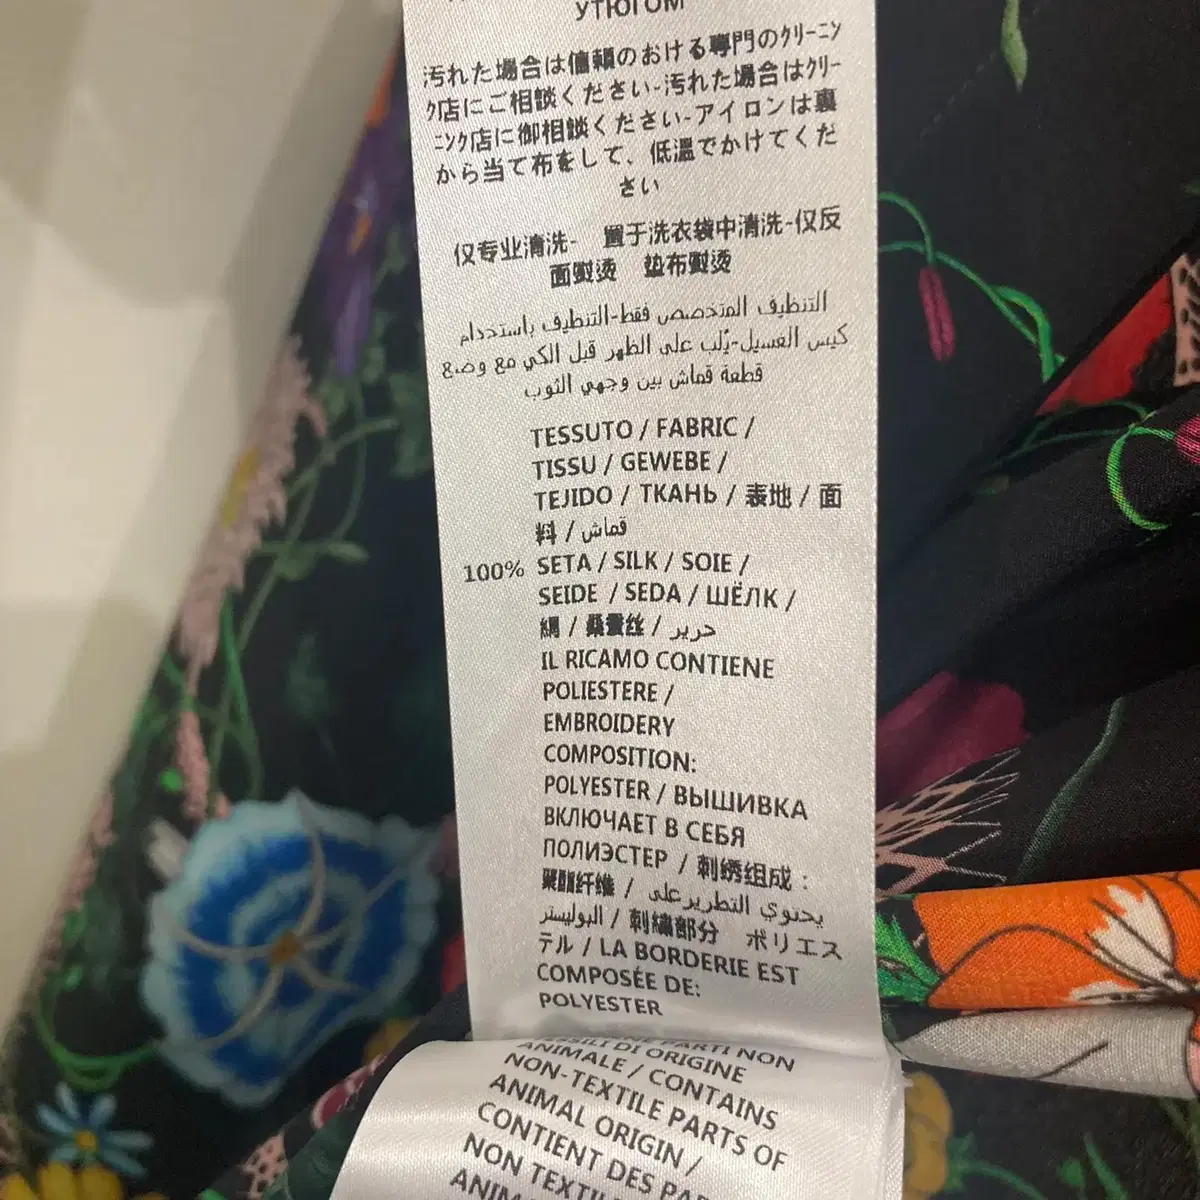 УТЮГОМ
汚れた場合は信頼のおける専門のｸﾘｰﾆﾝ
ｸ店にご相談ください-汚れた場合はｸﾘｰ
ﾆﾝｸ店に御相談ください-アイロンは裏
から当て布をして、低温でかけてくだ
さい
仅专业清洗- 置于洗衣袋中清洗-仅反
面熨烫 垫布熨烫
التنظيف المتخصص فقط-التنظيف باستخدام
كيس الغسيل-يُلب على الظهر قبل الكي مع وضع
قطعة قماش بين وجهي الثوب
TESSUTO / FABRIC /
TISSU / GEWEBE /
TEJIDO / ТКАНЬ / 表地 / 面
料 / قماش
100% SETA / SILK / SOIE /
SEIDE / SEDA / ШЁЛК /
絹 / 桑蚕丝 / حرير
IL RICAMO CONTIENE
POLIESTERE /
EMBROIDERY
COMPOSITION:
POLYESTER / ВЫШИВКА
ВКЛЮЧАЕТ В СЕБЯ
ПОЛИЭСТЕР / 刺绣组成：
聚酯纤维 / يحتوي التطريز على
البوليستر / 刺繍部分 ポリエス
テル / LA BORDERIE EST
COMPOSÉE DE:
POLYESTER
PARTI NON
DI ORIGINE
ANIMALE / CONTAINS
NON-TEXTILE PARTS OF
ANIMAL ORIGIN /
CONTIENT DES
NON